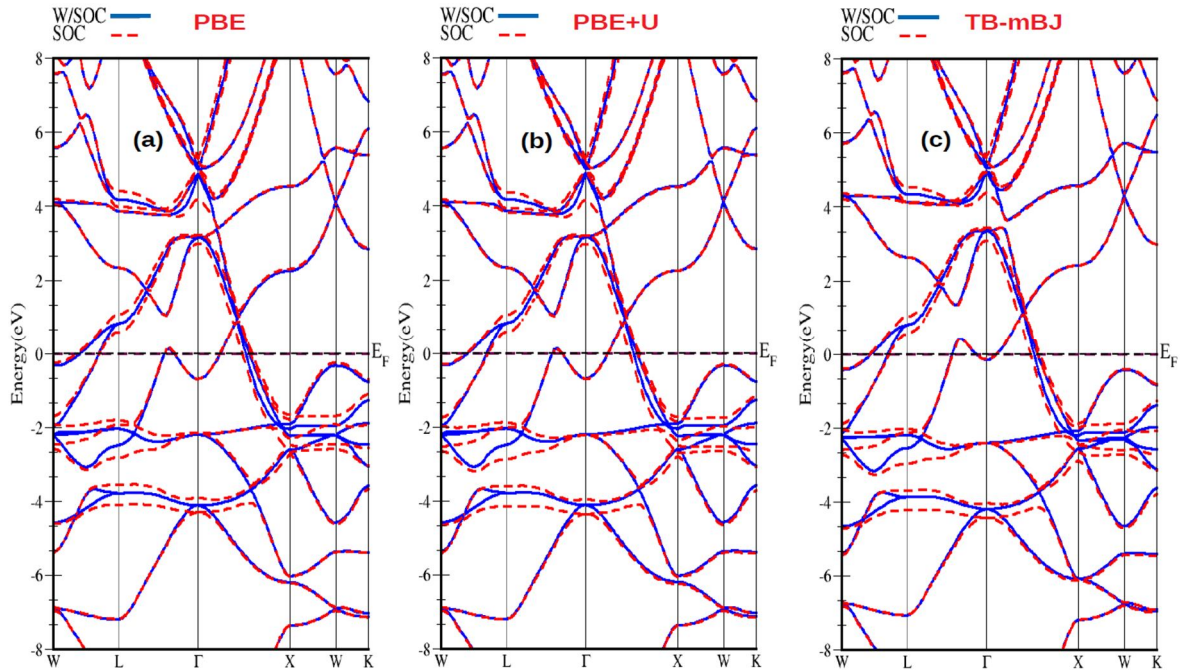 W/SOC PBE
SOC
W/SOC PBE+U
SOC
W/SOC TB-mBJ
SOC
8
6
4
2
0
-2
-4
-6
-8
Energy(eV)
(a)
E_F
W L Γ X W K
8
6
4
2
0
-2
-4
-6
-8
Energy(eV)
(b)
E_F
W L Γ X W K
8
6
4
2
0
-2
-4
-6
-8
Energy(eV)
(c)
E_F
W L Γ X W K